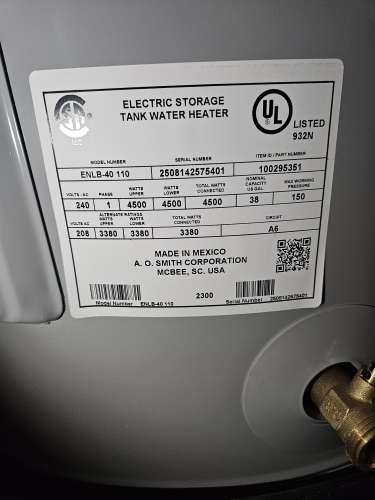 ELECTRIC STORAGE
TANK WATER HEATER
UL
LISTED
932N
MODEL NUMBER SERIAL NUMBER ITEM ID / PART NUMBER
ENLB-40 110 2508142575401 100295351
VOLTS - AC PHASE WATTS UPPER WATTS LOWER TOTAL WATTS CONNECTED NOMINAL CAPACITY US GAL. MAX WORKING PRESSURE
240 1 4500 4500 4500 38 150
VOLTS - AC ALTERNATE RATINGS WATTS UPPER WATTS LOWER TOTAL WATTS CONNECTED CIRCUIT
208 3380 3380 3380 A6
MADE IN MEXICO
A. O. SMITH CORPORATION
MCBEE, SC. USA
2300
Model Number ENLB-40 110 Serial Number 2508142575401